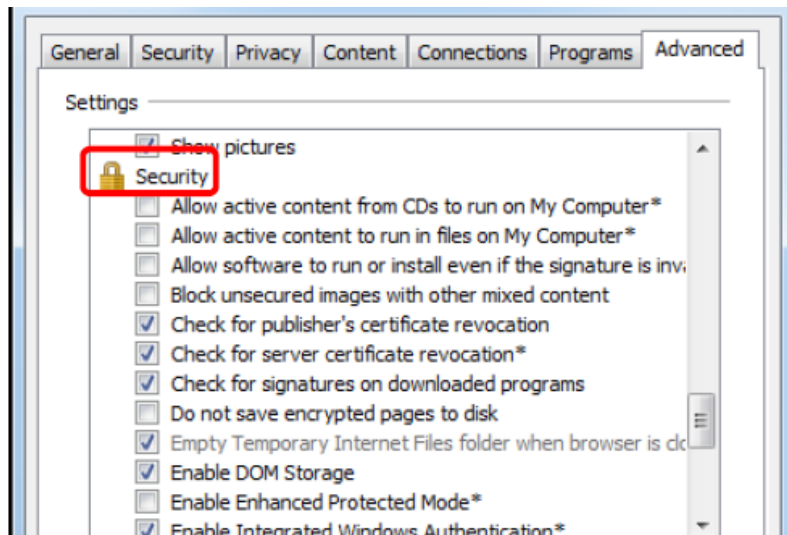 General Security Privacy Content Connections Programs Advanced
Settings
Show pictures
Security
Allow active content from CDs to run on My Computer*
Allow active content to run in files on My Computer*
Allow software to run or install even if the signature is inva
Block unsecured images with other mixed content
Check for publisher's certificate revocation
Check for server certificate revocation*
Check for signatures on downloaded programs
Do not save encrypted pages to disk
Empty Temporary Internet Files folder when browser is clo
Enable DOM Storage
Enable Enhanced Protected Mode*
Enable Integrated Windows Authentication*